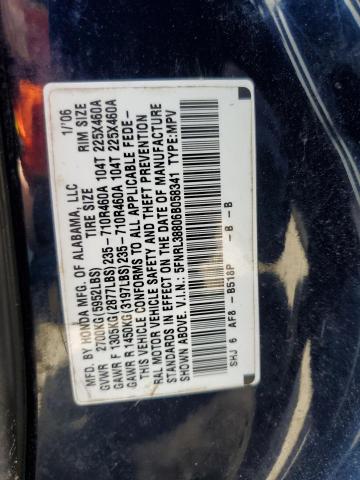 MFD. BY HONDA MFG. OF ALABAMA, LLC 1/'06
TIRE SIZE RIM SIZE
GVWR 2700KG(5952LBS)
GAWR F 1305KG(2877LBS)235-710R460A 104T 225X460A
GAWR R 1450KG(3197LBS)235-710R460A 104T 225X460A
THIS VEHICLE CONFORMS TO ALL APPLICABLE FEDE-
RAL MOTOR VEHICLE SAFETY AND THEFT PREVENTION
STANDARDS IN EFFECT ON THE DATE OF MANUFACTURE
SHOWN ABOVE. V.I.N.: 5FNRL38806B058341 TYPE:MPV
SHJ 6 AF8 - B518P - B - B